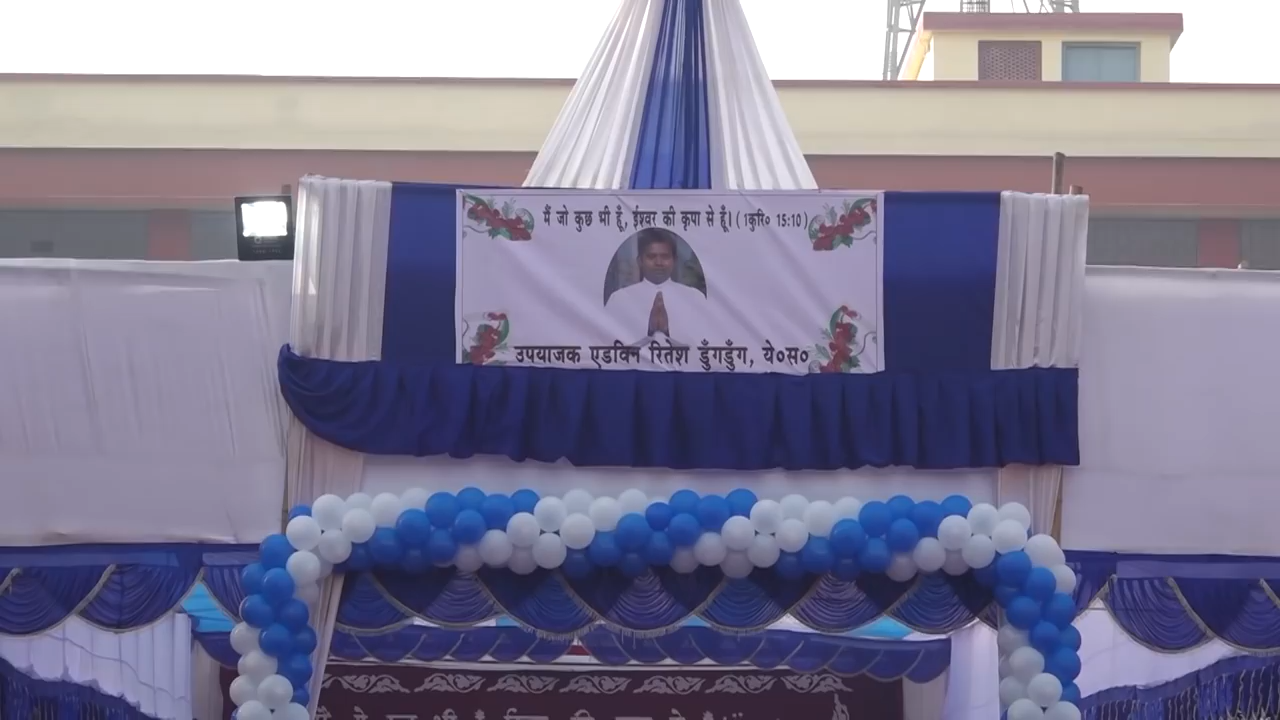 मैं जो कुछ भी हूँ, ईश्वर की कृपा से हूँ। ( 1कुरि० 15:10 )
उपयाजक एडविन रितेश डुँगडुँग, ये०स०